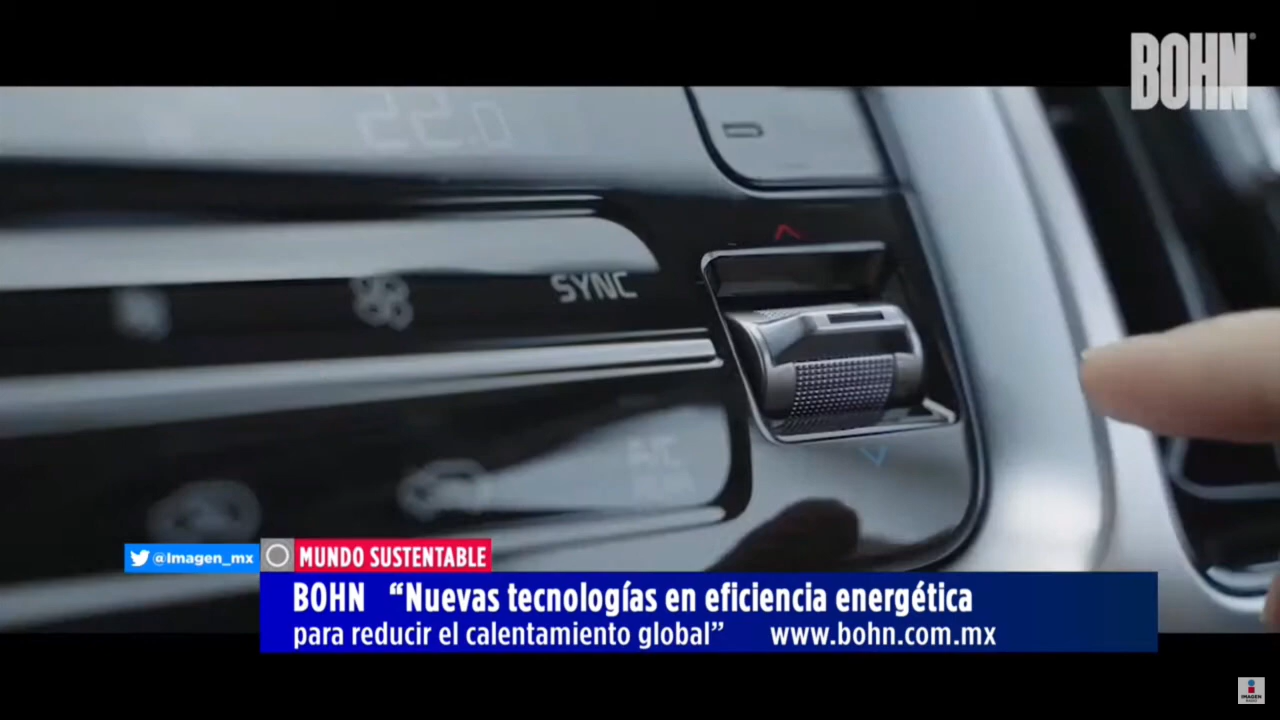 BOHN
22.0
SYNC
A/C
@Imagen_mx
MUNDO SUSTENTABLE
BOHN “Nuevas tecnologías en eficiencia energética
para reducir el calentamiento global” www.bohn.com.mx
IMAGEN